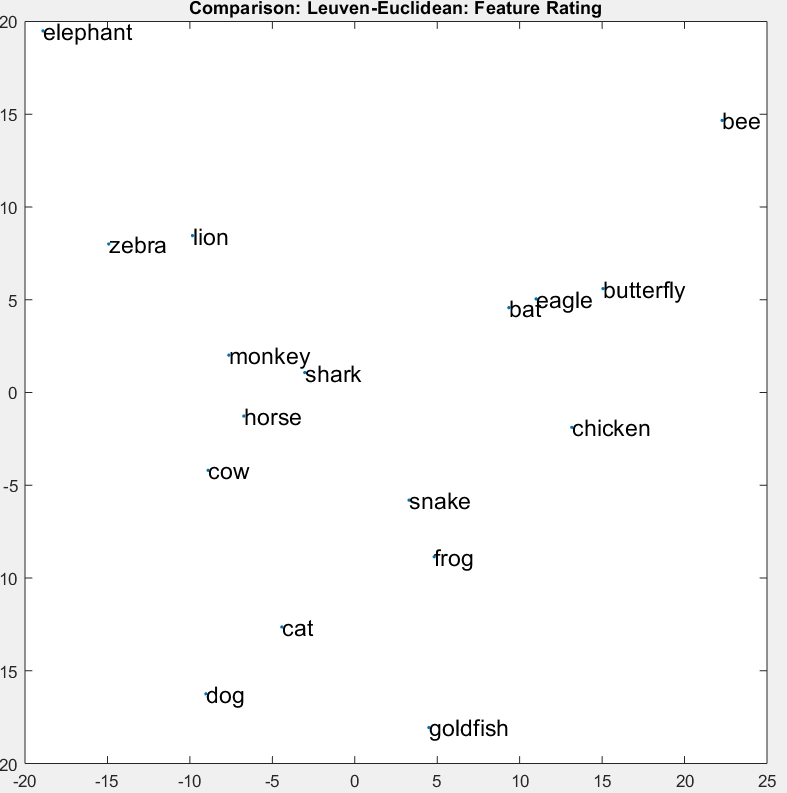 Comparison: Leuven-Euclidean: Feature Rating
20
elephant
15
bee
10
lion
zebra
butterfly
5
eagle
bat
monkey
shark
0
horse
chicken
cow
-5
snake
frog
-10
cat
15
dog
goldfish
20
-20 -15 -10 -5 0 5 10 15 20 25